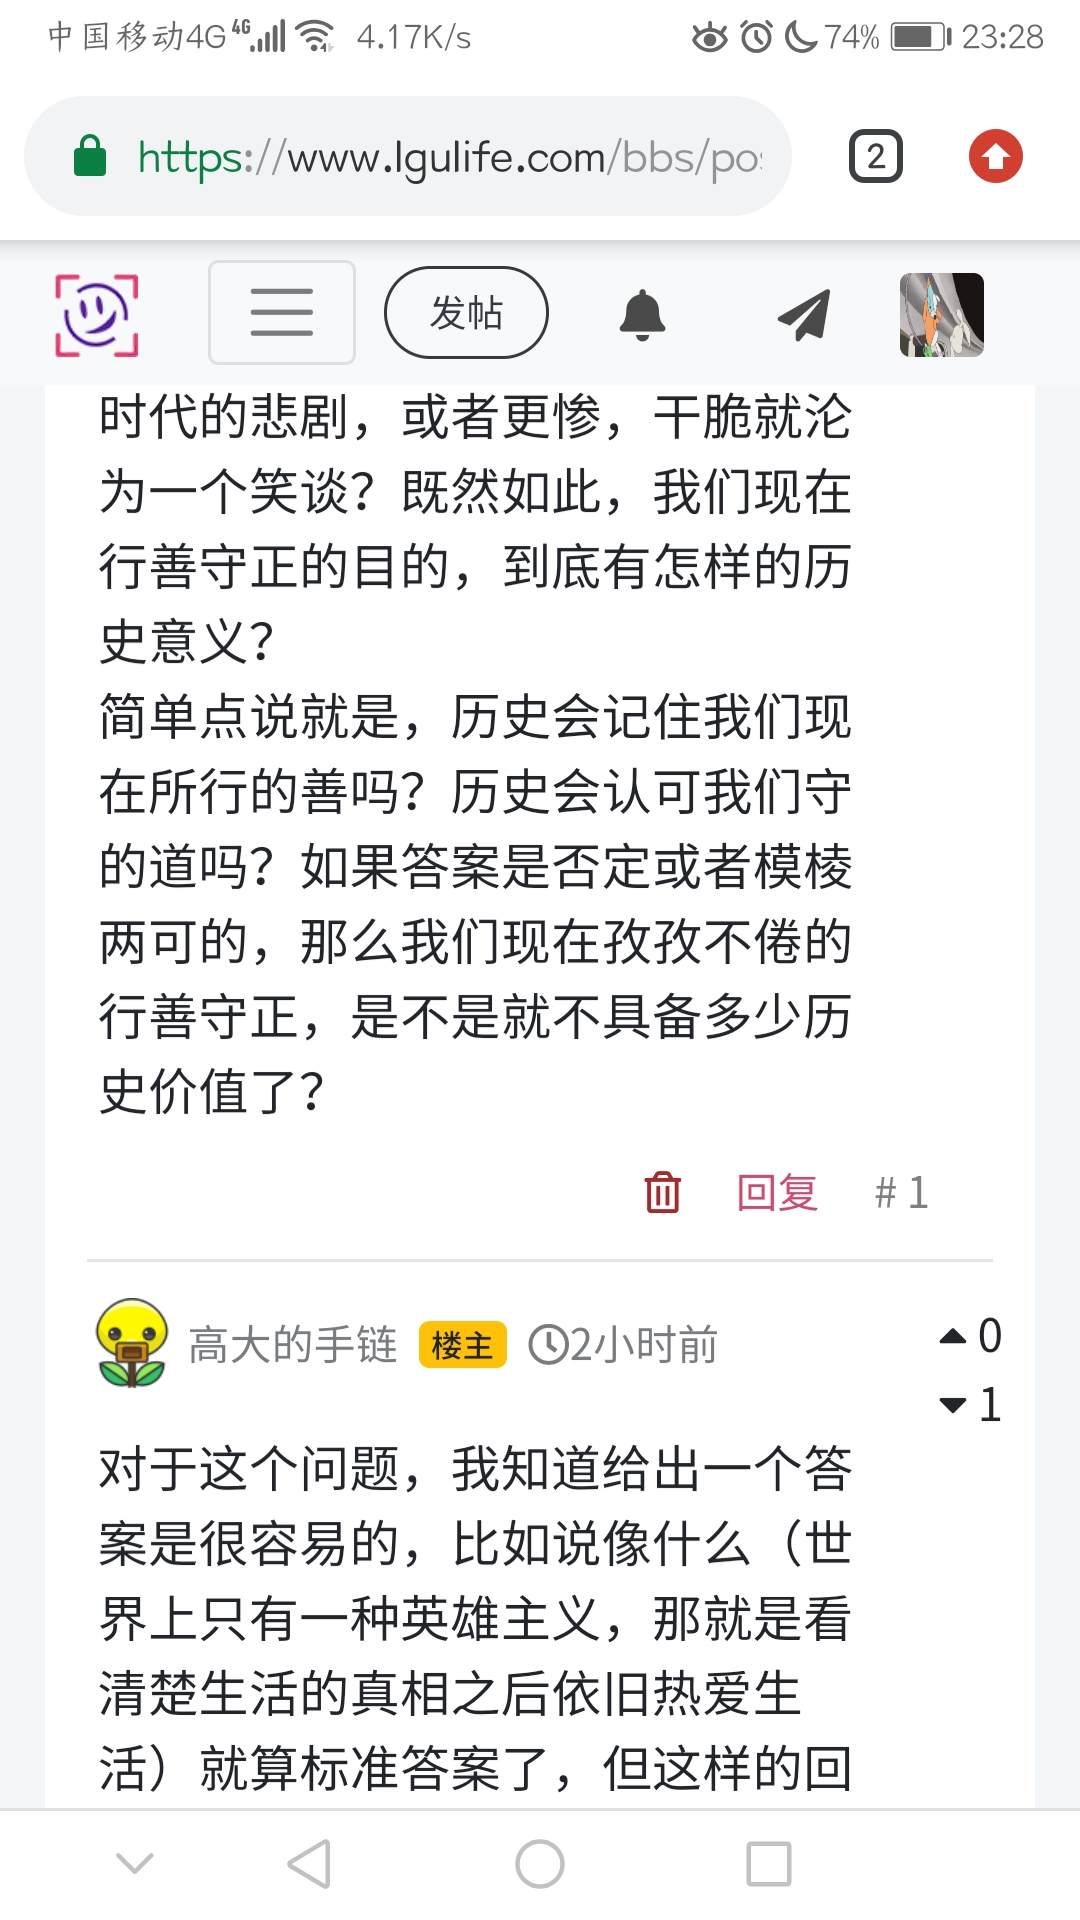 中国移动4G 4G 4.17K/s 74% 23:28
https://www.lgulife.com/bbs/pos 2
发帖
时代的悲剧，或者更惨，干脆就沦
为一个笑谈？既然如此，我们现在
行善守正的目的，到底有怎样的历
史意义？
简单点说就是，历史会记住我们现
在所行的善吗？历史会认可我们守
的道吗？如果答案是否定或者模棱
两可的，那么我们现在孜孜不倦的
行善守正，是不是就不具备多少历
史价值了？
回复 # 1
高大的手链 楼主 2小时前 0
1
对于这个问题，我知道给出一个答
案是很容易的，比如说像什么（世
界上只有一种英雄主义，那就是看
清楚生活的真相之后依旧热爱生
活）就算标准答案了，但这样的回